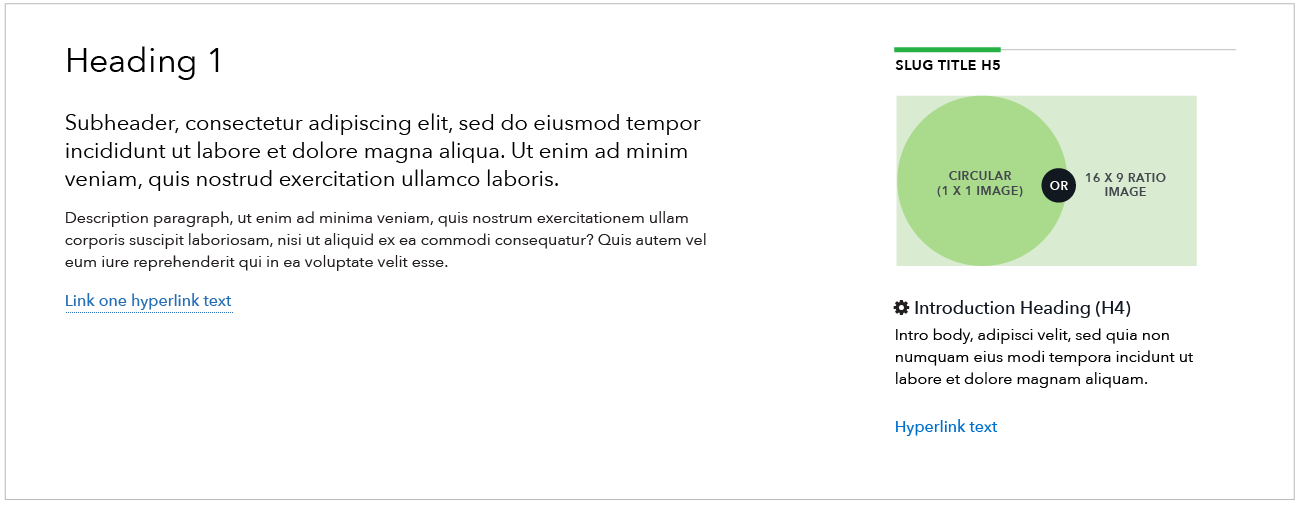 Heading 1
Subheader, consectetur adipiscing elit, sed do eiusmod tempor
incididunt ut labore et dolore magna aliqua. Ut enim ad minim
veniam, quis nostrud exercitation ullamco laboris.
Description paragraph, ut enim ad minima veniam, quis nostrum exercitationem ullam
corporis suscipit laboriosam, nisi ut aliquid ex ea commodi consequatur? Quis autem vel
eum iure reprehenderit qui in ea voluptate velit esse.
Link one hyperlink text
SLUG TITLE H5
CIRCULAR
(1 X 1 IMAGE)
OR
16 X 9 RATIO
IMAGE
Introduction Heading (H4)
Intro body, adipisci velit, sed quia non
numquam eius modi tempora incidunt ut
labore et dolore magnam aliquam.
Hyperlink text